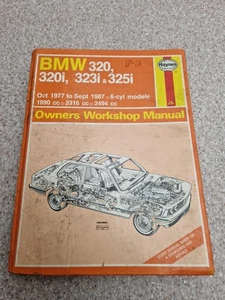 BMW 320,
Haynes
320i, 323i & 325i
Oct 1977 to Sept 1987 □ 6-cyl models
1990 cc □ 2316 cc □ 2494 cc
Owners Workshop Manual
Haynes